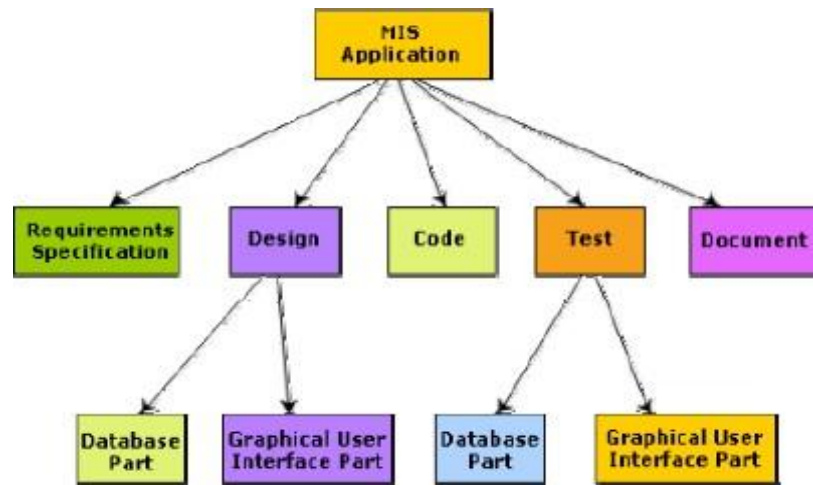 MIS
Application
Requirements
Specification
Design
Code
Test
Document
Database
Part
Graphical User
Interface Part
Database
Part
Graphical User
Interface Part